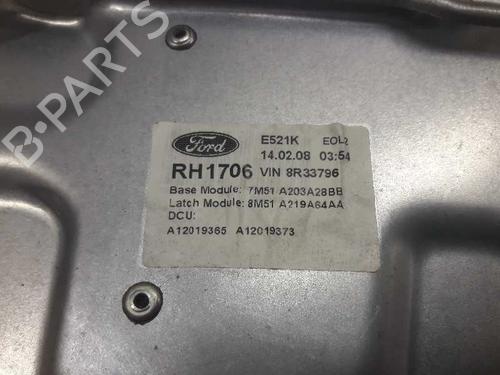 Ford E521K EOL2
14.02.08 03:54
RH1706 VIN 8R33796
Base Module: 7M51 A203A28BB
Latch Module: 8M51 A219A64AA
DCU:
A12019365 A12019373
B-Parts